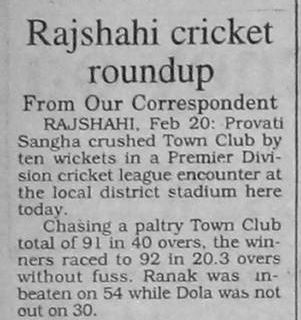 Rajshahi cricket
roundup
From Our Correspondent
RAJSHAHI, Feb 20: Provati
Sangha crushed Town Club by
ten wickets in a Premier Divi-
sion cricket league encounter at
the local district stadium here
today.
Chasing a paltry Town Club
total of 91 in 40 overs, the win-
ners raced to 92 in 20.3 overs
without fuss. Ranak was in-
beaten on 54 while Dola was not
out on 30.